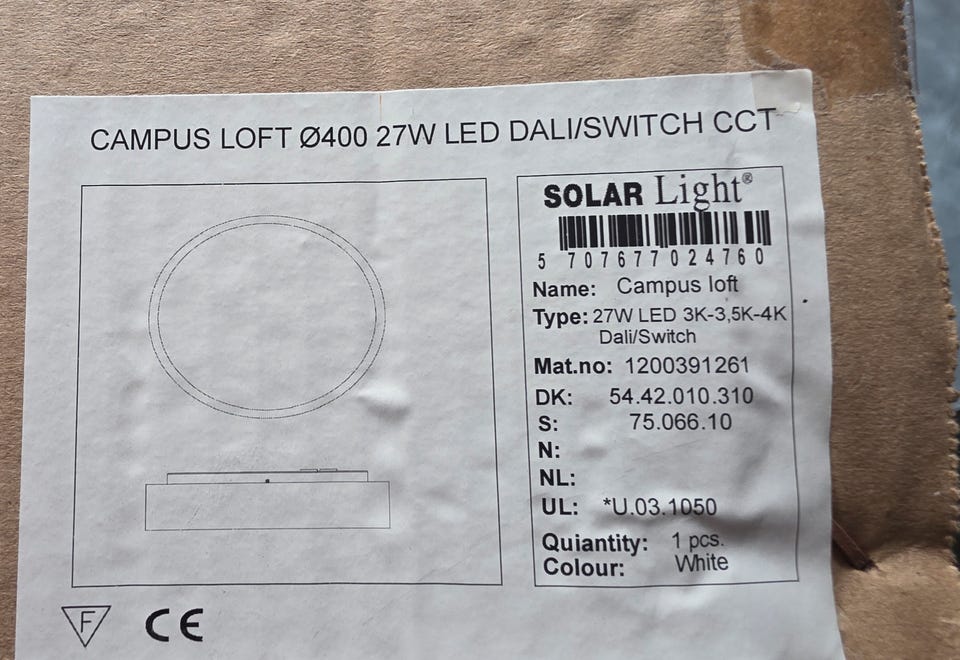 CAMPUS LOFT Ø400 27W LED DALI/SWITCH CCT
SOLAR Light®
5 707677 024760
Name: Campus loft
Type: 27W LED 3K-3,5K-4K
Dali/Switch
Mat.no: 1200391261
DK: 54.42.010.310
S: 75.066.10
N:
NL:
UL: *U.03.1050
Quiantity: 1 pcs.
Colour: White
F CE